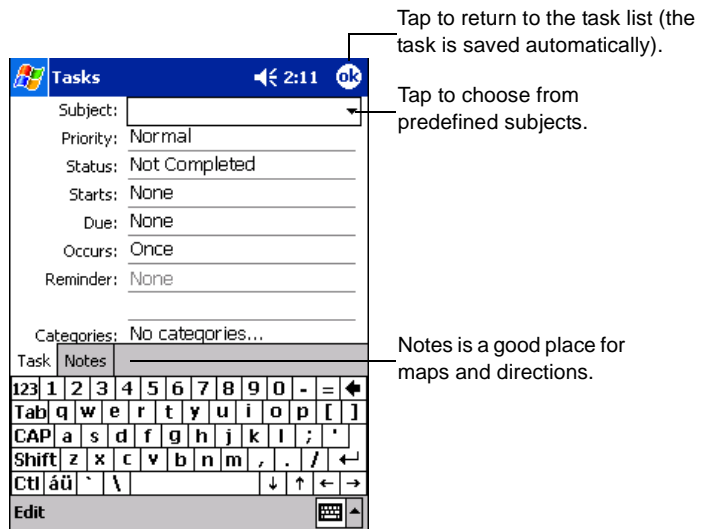 Tap to return to the task list (the
task is saved automatically).
Tasks 2:11 ok
Tap to choose from
predefined subjects.
Subject:
Priority: Normal
Status: Not Completed
Starts: None
Due: None
Occurs: Once
Reminder: None
Categories: No categories...
Notes is a good place for
maps and directions.
Task Notes
123 1 2 3 4 5 6 7 8 9 0 - = ←
Tab q w e r t y u i o p [ ]
CAP a s d f g h j k l ; '
Shift z x c v b n m , . / ↵
Ctl áü ` \ ↓ ↑ ← →
Edit